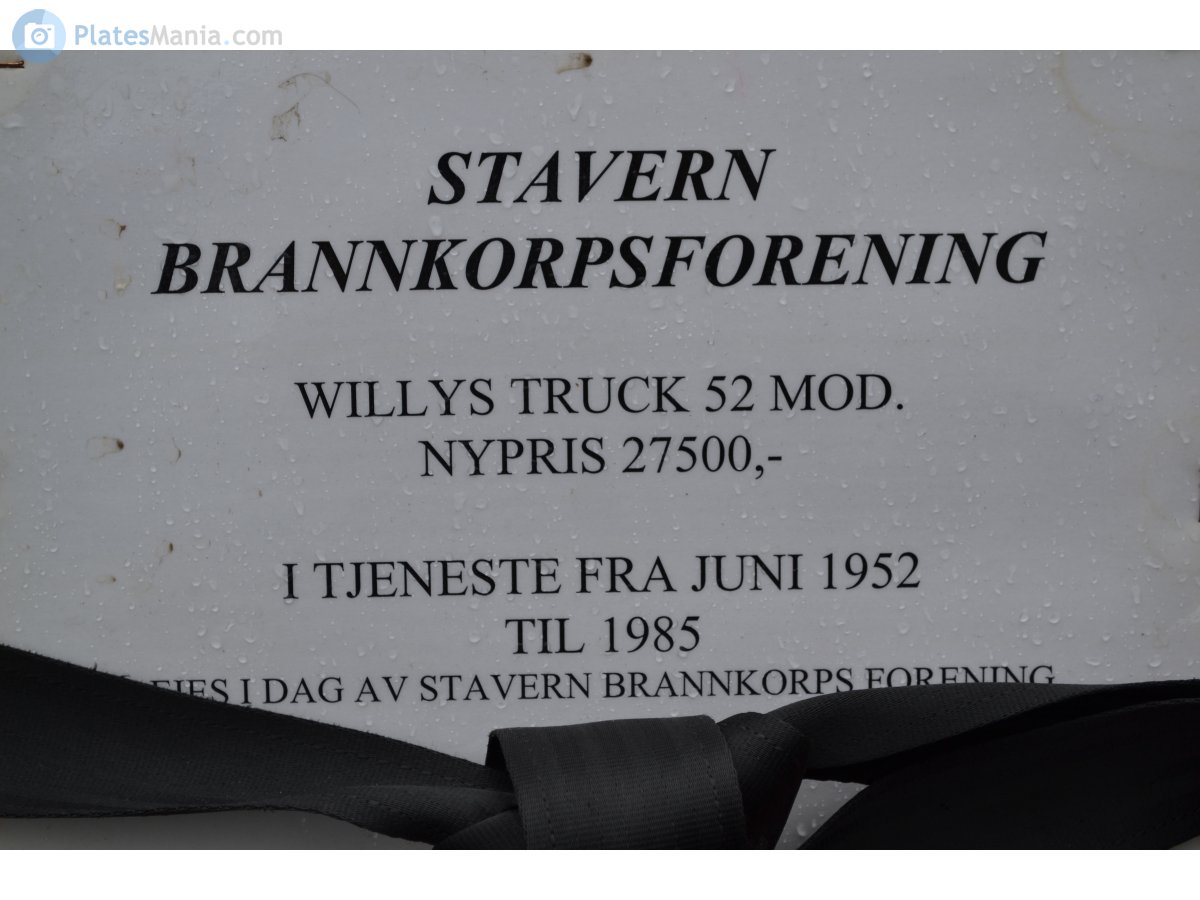 PlatesMania.com
STAVERN
BRANNKORPSFORENING
WILLYS TRUCK 52 MOD.
NYPRIS 27500,-
I TJENESTE FRA JUNI 1952
TIL 1985
I DAG AV STAVERN BRANNKORPS FORENING